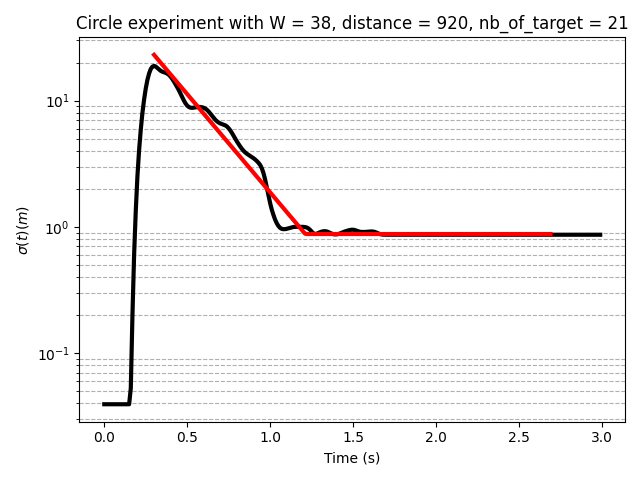 Circle experiment with W = 38, distance = 920, nb_of_target = 21
σ(t)(m)
10¹
10⁰
10⁻¹
0.0 0.5 1.0 1.5 2.0 2.5 3.0
Time (s)